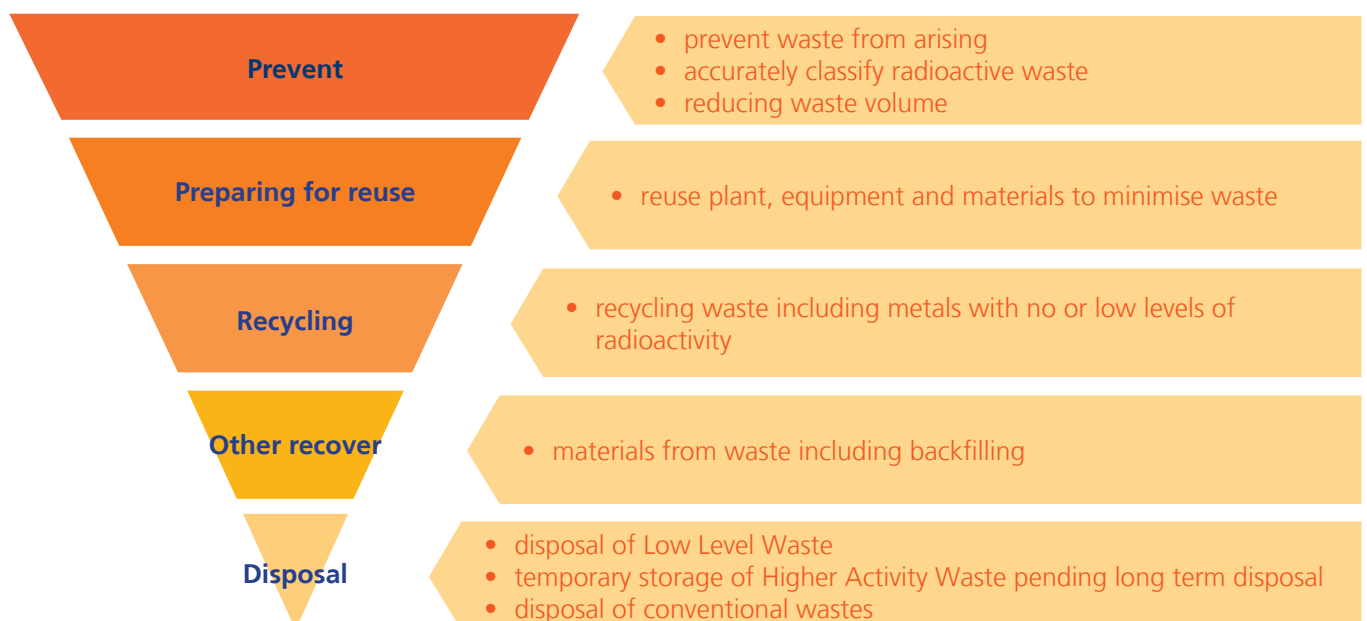 Prevent
• prevent waste from arising
• accurately classify radioactive waste
• reducing waste volume
Preparing for reuse
• reuse plant, equipment and materials to minimise waste
Recycling
• recycling waste including metals with no or low levels of
radioactivity
Other recover
• materials from waste including backfilling
Disposal
• disposal of Low Level Waste
• temporary storage of Higher Activity Waste pending long term disposal
• disposal of conventional wastes